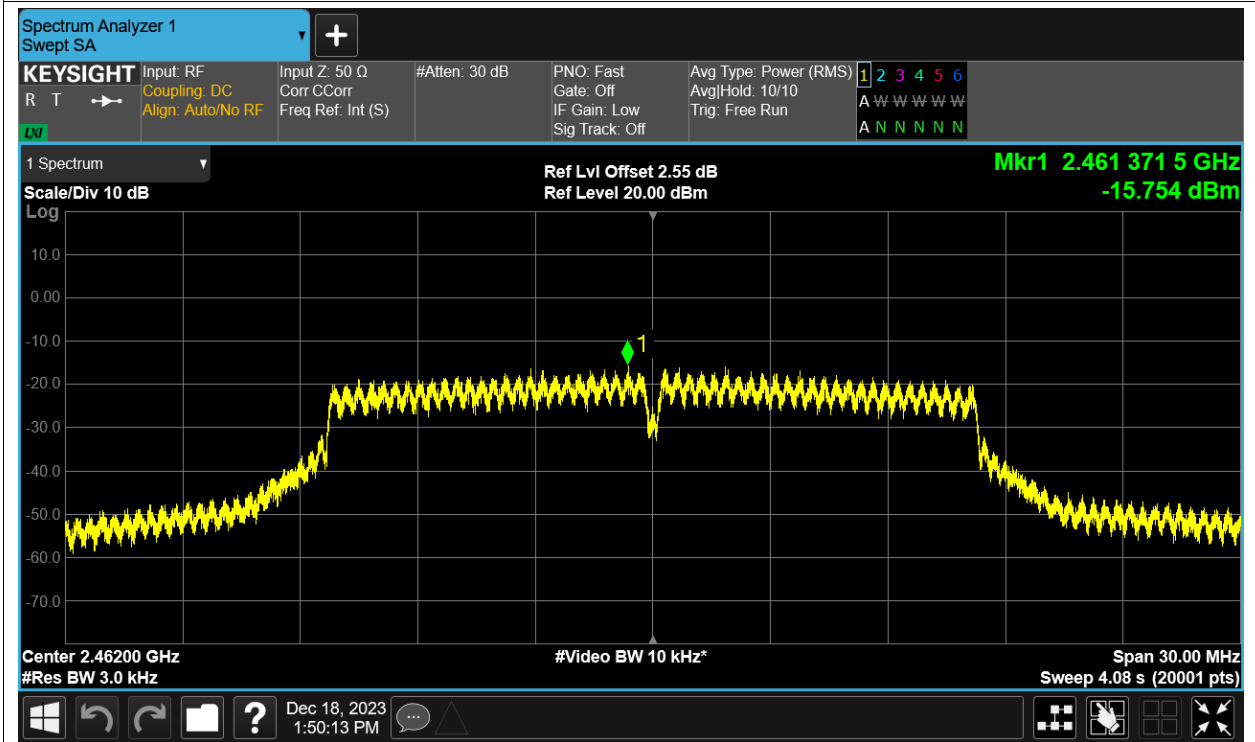 Spectrum Analyzer 1
Swept SA
KEYSIGHT
R T
LXI
Input: RF
Coupling: DC
Align: Auto/No RF
Input Z: 50 Ω
Corr CCorr
Freq Ref: Int (S)
#Atten: 30 dB
PNO: Fast
Gate: Off
IF Gain: Low
Sig Track: Off
Avg Type: Power (RMS)
Avg|Hold: 10/10
Trig: Free Run
1 2 3 4 5 6
A W W W W W
A N N N N N
1 Spectrum
Scale/Div 10 dB
Log
Ref Lvl Offset 2.55 dB
Ref Level 20.00 dBm
Mkr1 2.461 371 5 GHz
-15.754 dBm
10.0
0.00
-10.0
-20.0
-30.0
-40.0
-50.0
-60.0
-70.0
1
Center 2.46200 GHz
#Res BW 3.0 kHz
#Video BW 10 kHz*
Span 30.00 MHz
Sweep 4.08 s (20001 pts)
?
Dec 18, 2023
1:50:13 PM